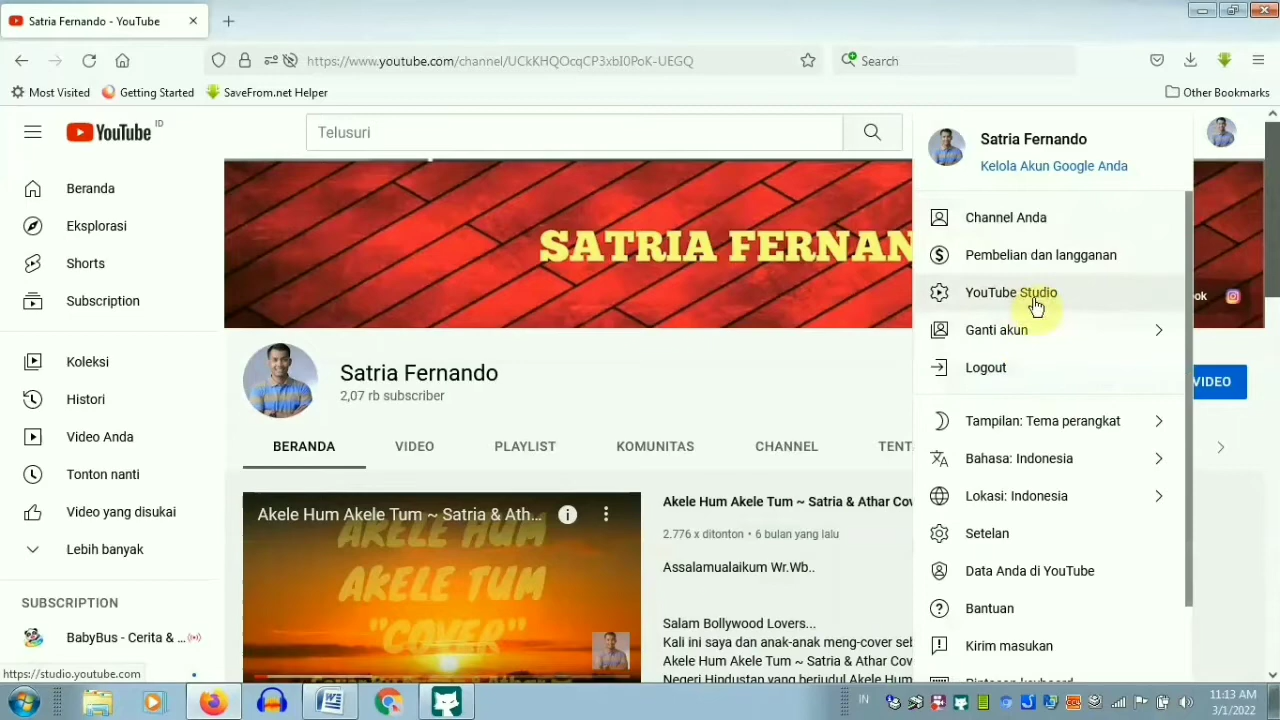 Satria Fernando - YouTube
Search
Most Visited
Getting Started
SaveFrom.net Helper
Other Bookmarks
YouTube ID
Telusuri
Beranda
Eksplorasi
Shorts
Subscription
Koleksi
Histori
Video Anda
Tonton nanti
Video yang disukai
Lebih banyak
SUBSCRIPTION
BabyBus - Cerita & ...
https://studio.youtube.com
SATRIA FERNAN
ook
Satria Fernando
2,07 rb subscriber
VIDEO
BERANDA
VIDEO
PLAYLIST
KOMUNITAS
CHANNEL
TENT
Akele Hum Akele Tum ~ Satria & Ath...
AKELE HUM
AKELE TUM
"COVER"
Akele Hum Akele Tum ~ Satria & Athar Cov
2.776 x ditonton • 6 bulan yang lalu
Assalamualaikum Wr.Wb..
Salam Bollywood Lovers...
Kali ini saya dan anak-anak meng-cover seb
Akele Hum Akele Tum ~ Satria & Athar Cov
Negeri Hindustan yang berjudul Akele Hum
Satria Fernando
Kelola Akun Google Anda
Channel Anda
Pembelian dan langganan
YouTube Studio
Ganti akun
Logout
Tampilan: Tema perangkat
Bahasa: Indonesia
Lokasi: Indonesia
Setelan
Data Anda di YouTube
Bantuan
Kirim masukan
IN
11:13 AM
3/1/2022